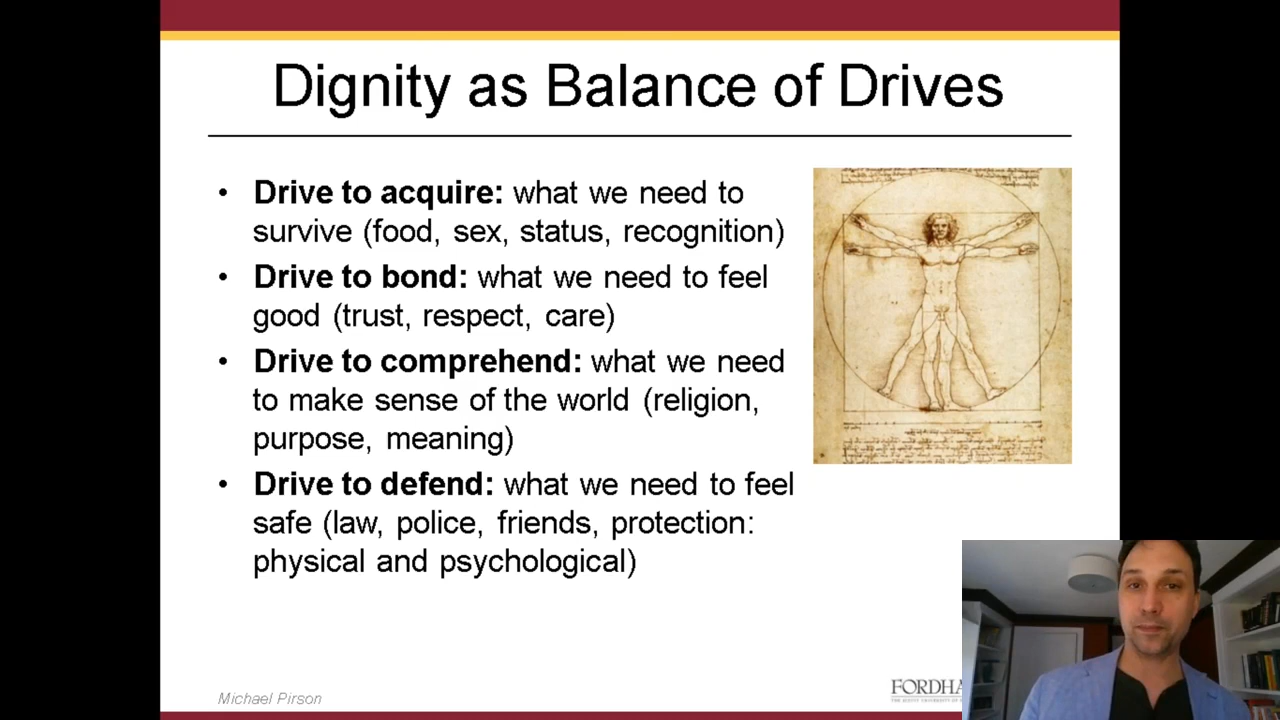 Dignity as Balance of Drives
• Drive to acquire: what we need to
survive (food, sex, status, recognition)
• Drive to bond: what we need to feel
good (trust, respect, care)
• Drive to comprehend: what we need
to make sense of the world (religion,
purpose, meaning)
• Drive to defend: what we need to feel
safe (law, police, friends, protection:
physical and psychological)
Michael Pirson
FORDHA